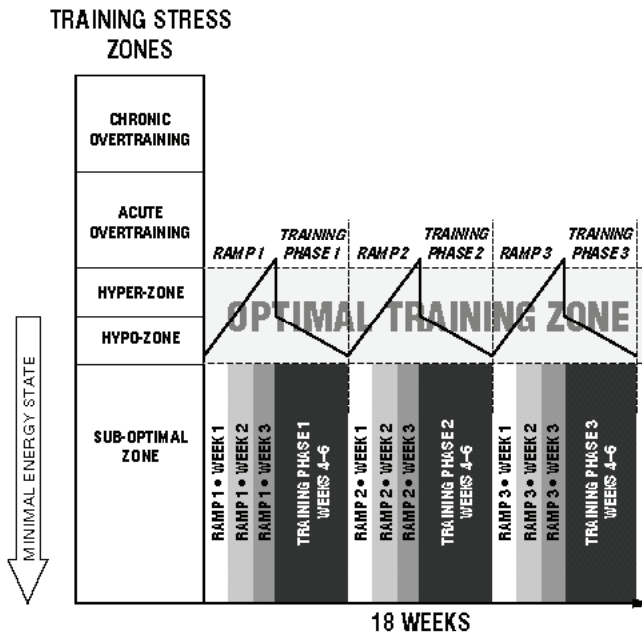 TRAINING STRESS
ZONES
CHRONIC
OVERTRAINING
ACUTE
OVERTRAINING
HYPER-ZONE
HYPO-ZONE
SUB-OPTIMAL
ZONE
MINIMAL ENERGY STATE
RAMP 1
TRAINING
PHASE 1
RAMP 2
TRAINING
PHASE 2
RAMP 3
TRAINING
PHASE 3
OPTIMAL TRAINING ZONE
RAMP 1 • WEEK 1
RAMP 1 • WEEK 2
RAMP 1 • WEEK 3
TRAINING PHASE 1
WEEKS 4–6
RAMP 2 • WEEK 1
RAMP 2 • WEEK 2
RAMP 2 • WEEK 3
TRAINING PHASE 2
WEEKS 4–6
RAMP 3 • WEEK 1
RAMP 3 • WEEK 2
RAMP 3 • WEEK 3
TRAINING PHASE 3
WEEKS 4–6
18 WEEKS